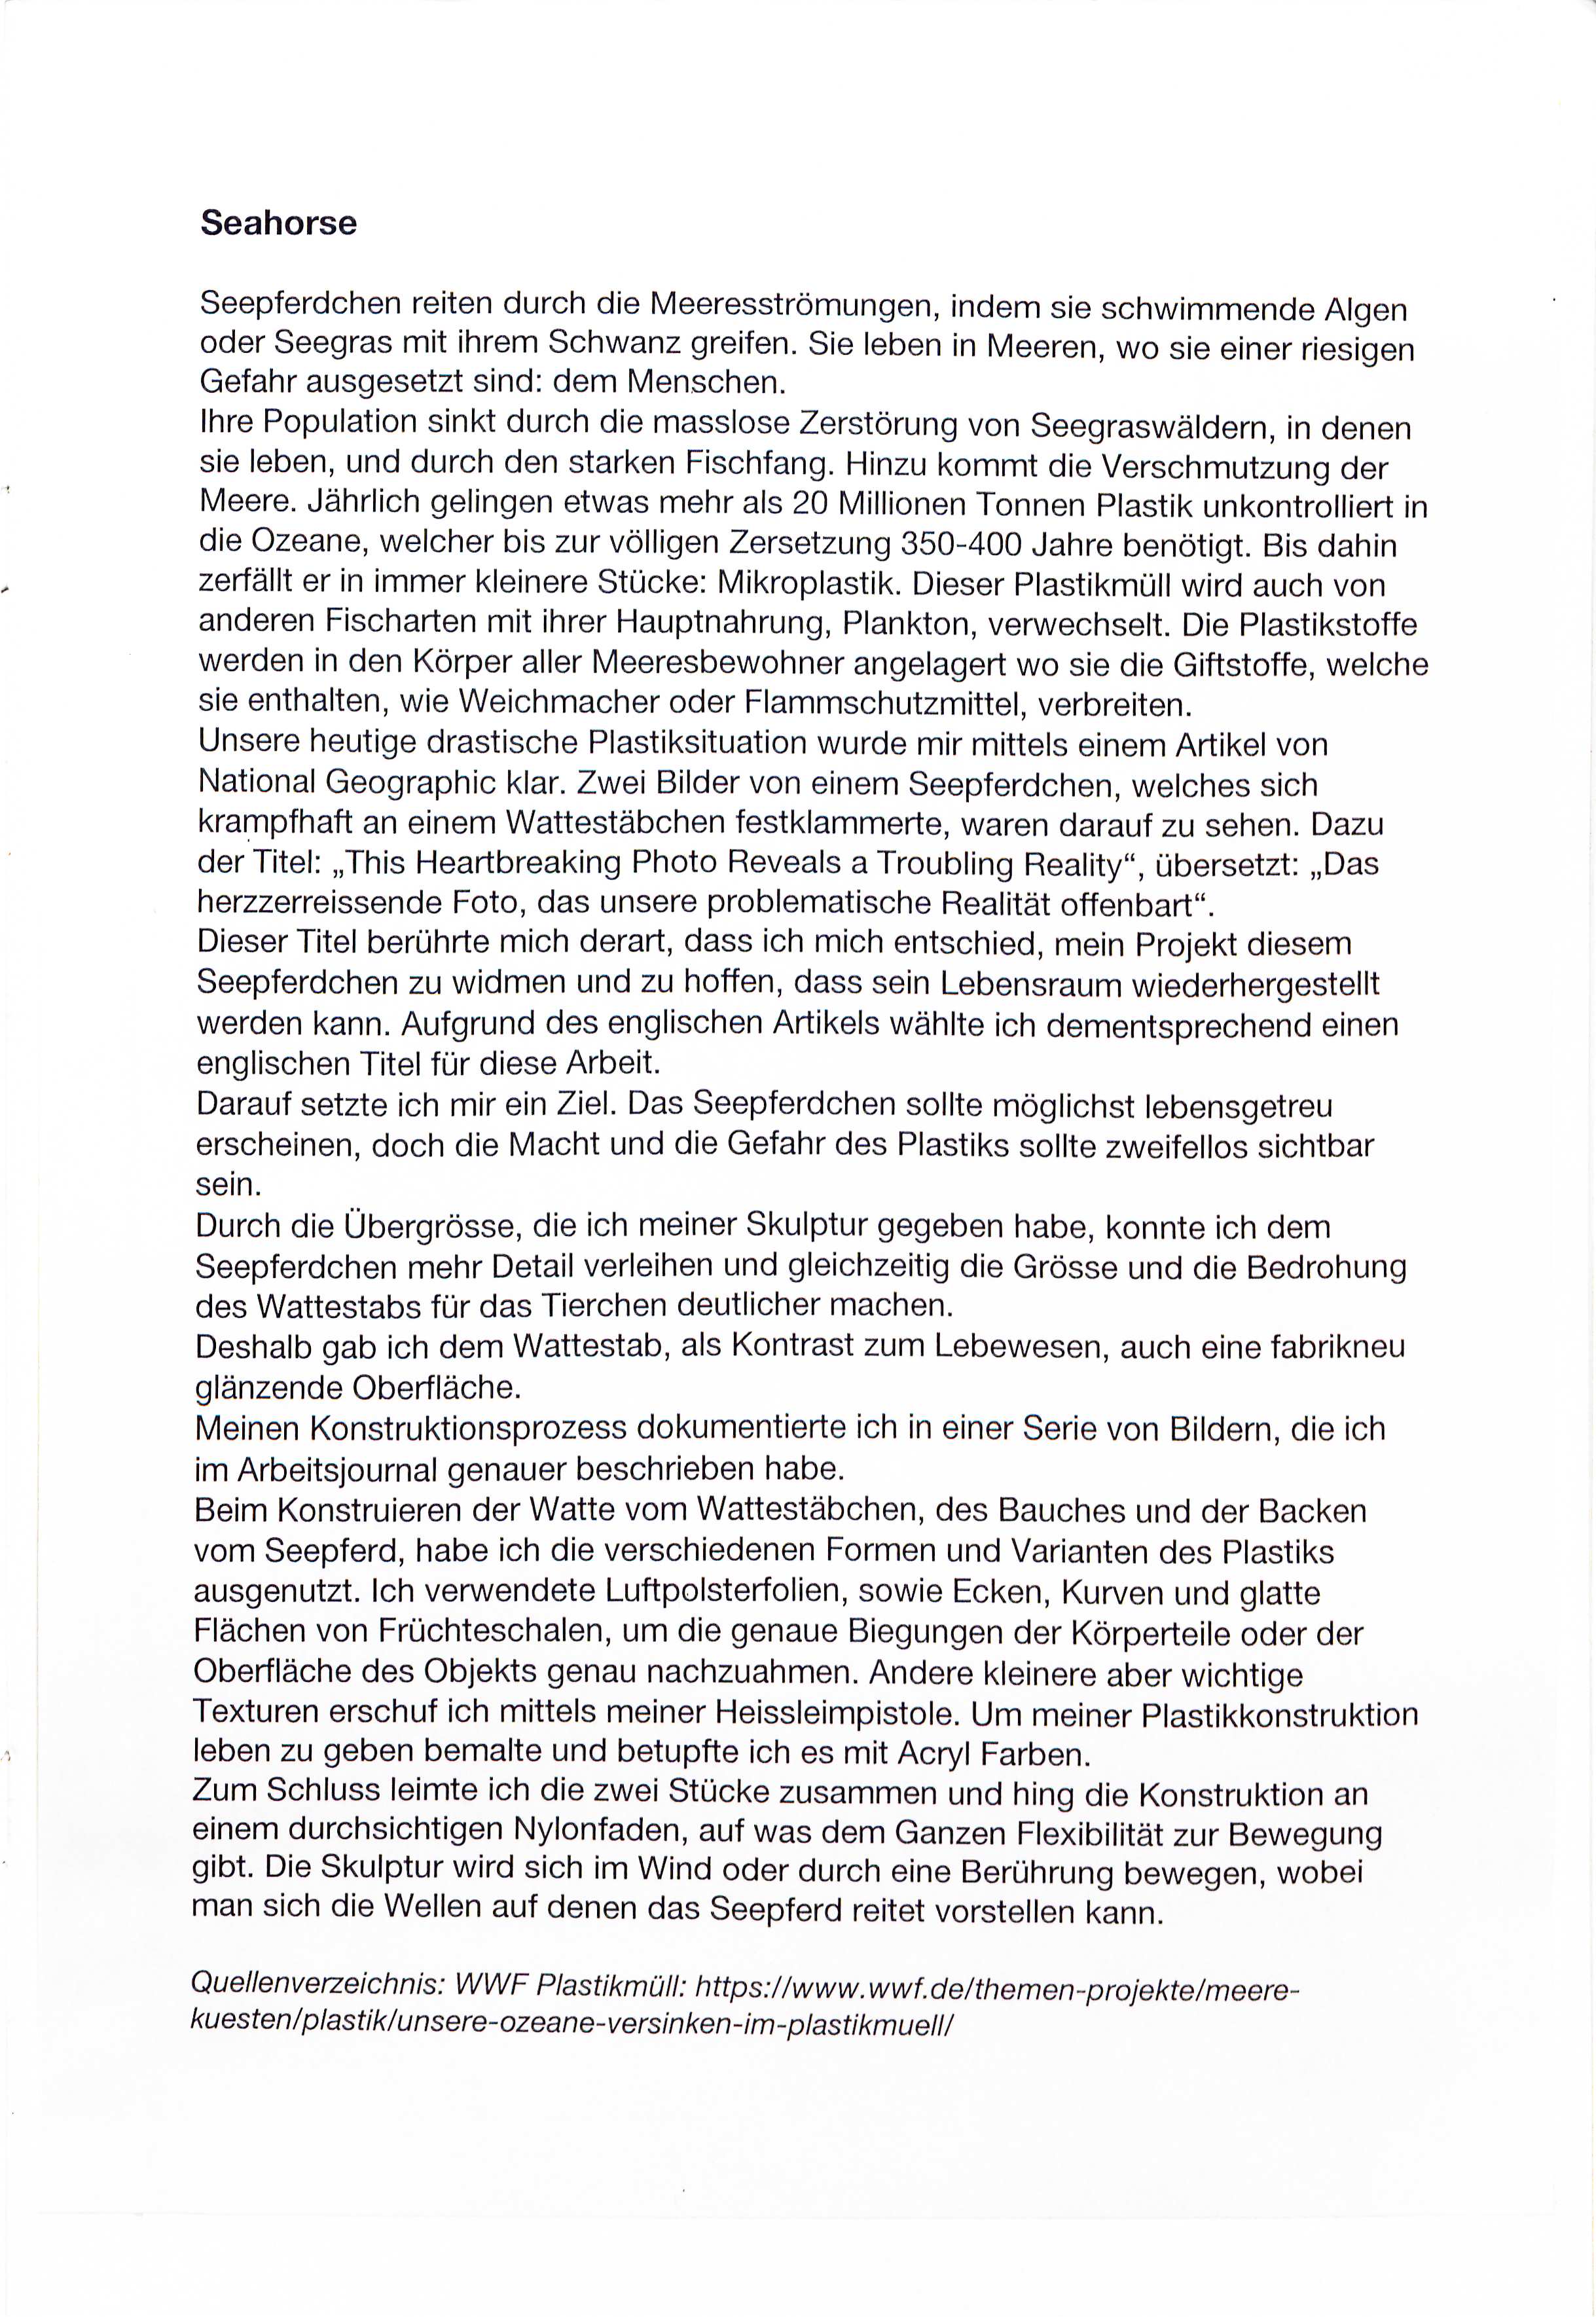 Seahorse
Seepferdchen reiten durch die Meeresströmungen, indem sie schwimmende Algen
oder Seegras mit ihrem Schwanz greifen. Sie leben in Meeren, wo sie einer riesigen
Gefahr ausgesetzt sind: dem Menschen.
Ihre Population sinkt durch die masslose Zerstörung von Seegraswäldern, in denen
sie leben, und durch den starken Fischfang. Hinzu kommt die Verschmutzung der
Meere. Jährlich gelingen etwas mehr als 20 Millionen Tonnen Plastik unkontrolliert in
die Ozeane, welcher bis zur völligen Zersetzung 350-400 Jahre benötigt. Bis dahin
zerfällt er in immer kleinere Stücke: Mikroplastik. Dieser Plastikmüll wird auch von
anderen Fischarten mit ihrer Hauptnahrung, Plankton, verwechselt. Die Plastikstoffe
werden in den Körper aller Meeresbewohner angelagert wo sie die Giftstoffe, welche
sie enthalten, wie Weichmacher oder Flammschutzmittel, verbreiten.
Unsere heutige drastische Plastiksituation wurde mir mittels einem Artikel von
National Geographic klar. Zwei Bilder von einem Seepferdchen, welches sich
krampfhaft an einem Wattestäbchen festklammerte, waren darauf zu sehen. Dazu
der Titel: „This Heartbreaking Photo Reveals a Troubling Reality“, übersetzt: „Das
herzzerreissende Foto, das unsere problematische Realität offenbart“.
Dieser Titel berührte mich derart, dass ich mich entschied, mein Projekt diesem
Seepferdchen zu widmen und zu hoffen, dass sein Lebensraum wiederhergestellt
werden kann. Aufgrund des englischen Artikels wählte ich dementsprechend einen
englischen Titel für diese Arbeit.
Darauf setzte ich mir ein Ziel. Das Seepferdchen sollte möglichst lebensgetreu
erscheinen, doch die Macht und die Gefahr des Plastiks sollte zweifellos sichtbar
sein.
Durch die Übergrösse, die ich meiner Skulptur gegeben habe, konnte ich dem
Seepferdchen mehr Detail verleihen und gleichzeitig die Grösse und die Bedrohung
des Wattestabs für das Tierchen deutlicher machen.
Deshalb gab ich dem Wattestab, als Kontrast zum Lebewesen, auch eine fabrikneu
glänzende Oberfläche.
Meinen Konstruktionsprozess dokumentierte ich in einer Serie von Bildern, die ich
im Arbeitsjournal genauer beschrieben habe.
Beim Konstruieren der Watte vom Wattestäbchen, des Bauches und der Backen
vom Seepferd, habe ich die verschiedenen Formen und Varianten des Plastiks
ausgenutzt. Ich verwendete Luftpolsterfolien, sowie Ecken, Kurven und glatte
Flächen von Früchteschalen, um die genaue Biegungen der Körperteile oder der
Oberfläche des Objekts genau nachzuahmen. Andere kleinere aber wichtige
Texturen erschuf ich mittels meiner Heissleimpistole. Um meiner Plastikkonstruktion
leben zu geben bemalte und betupfte ich es mit Acryl Farben.
Zum Schluss leimte ich die zwei Stücke zusammen und hing die Konstruktion an
einem durchsichtigen Nylonfaden, auf was dem Ganzen Flexibilität zur Bewegung
gibt. Die Skulptur wird sich im Wind oder durch eine Berührung bewegen, wobei
man sich die Wellen auf denen das Seepferd reitet vorstellen kann.
Quellenverzeichnis: WWF Plastikmüll: https://www.wwf.de/themen-projekte/meere-
kuesten/plastik/unsere-ozeane-versinken-im-plastikmuell/